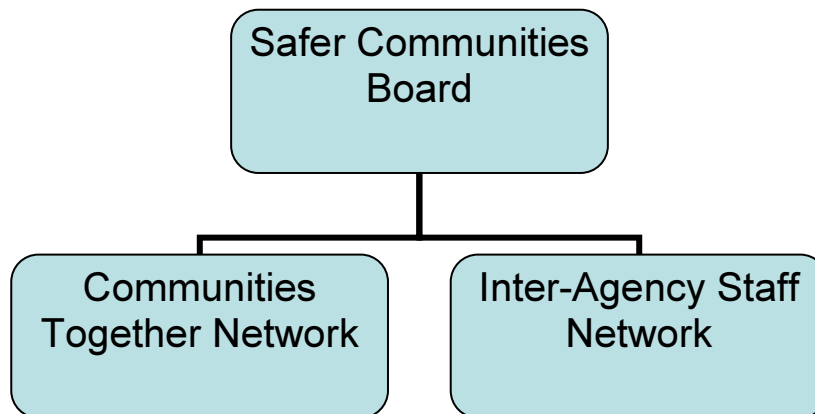 Safer Communities
Board
Communities
Together Network
Inter-Agency Staff
Network